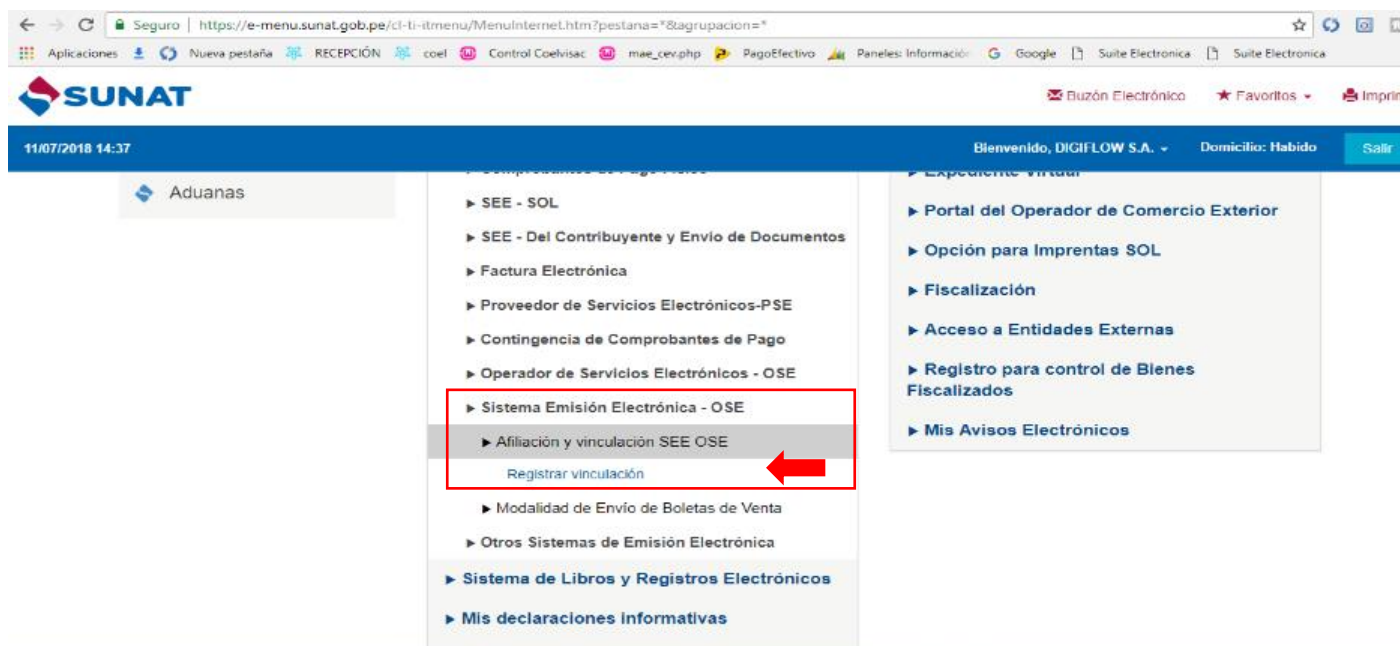 Seguro | https://e-menu.sunat.gob.pe/cl-ti-itmenu/MenuInternet.htm?pestana=*&agrupacion=*
Aplicaciones Nueva pestaña RECEPCIÓN coel Control Coelvisac mae_cev.php PagoEfectivo Paneles: Informació Google Suite Electronica Suite Electronica
SUNAT
Buzón Electrónico Favoritos Imprim
11/07/2018 14:37 Bienvenido, DIGIFLOW S.A. Domicilio: Habido Salir
Aduanas
SEE - SOL
SEE - Del Contribuyente y Envio de Documentos
Factura Electrónica
Proveedor de Servicios Electrónicos-PSE
Contingencia de Comprobantes de Pago
Operador de Servicios Electrónicos - OSE
Sistema Emisión Electrónica - OSE
Afiliación y vinculación SEE OSE
Registrar vinculación
Modalidad de Envío de Boletas de Venta
Otros Sistemas de Emisión Electrónica
Sistema de Libros y Registros Electrónicos
Mis declaraciones informativas
Expediente Virtual
Portal del Operador de Comercio Exterior
Opción para Imprentas SOL
Fiscalización
Acceso a Entidades Externas
Registro para control de Bienes
Fiscalizados
Mis Avisos Electrónicos